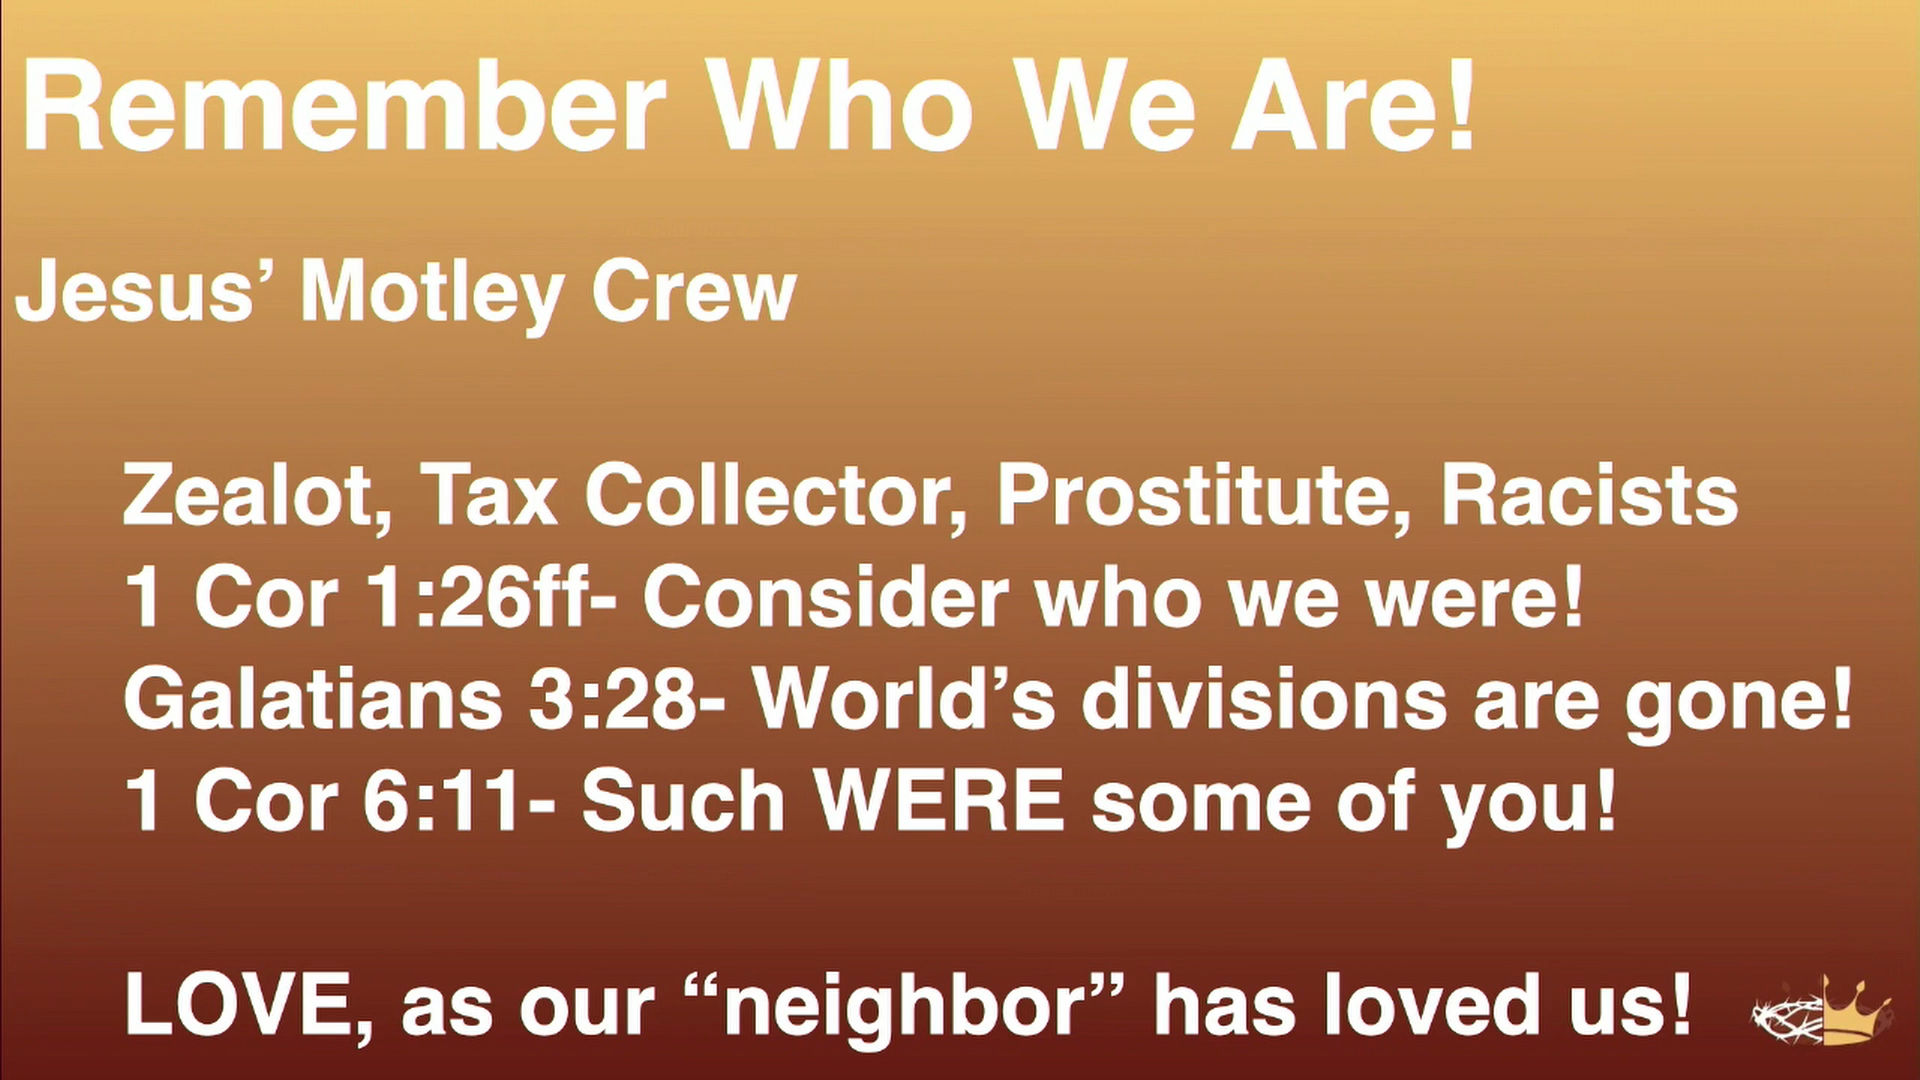 Remember Who We Are!
Jesus’ Motley Crew
Zealot, Tax Collector, Prostitute, Racists
1 Cor 1:26ff- Consider who we were!
Galatians 3:28- World’s divisions are gone!
1 Cor 6:11- Such WERE some of you!
LOVE, as our “neighbor” has loved us!